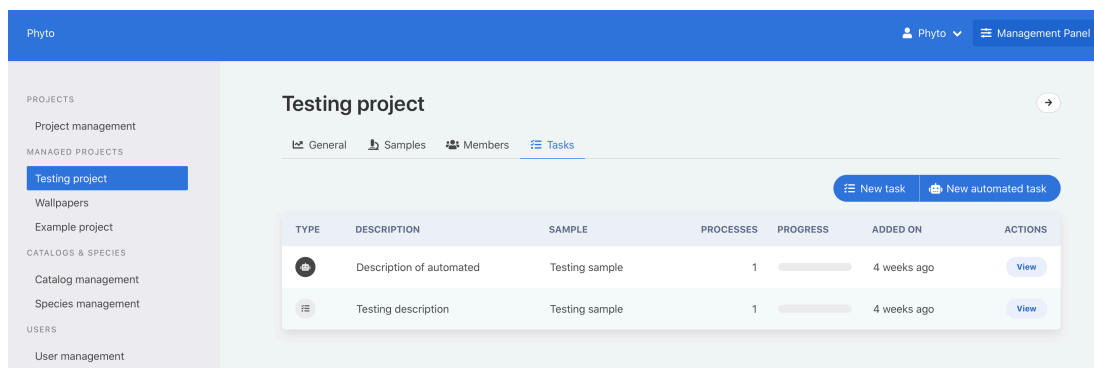 Phyto
Phyto
Management Panel
PROJECTS
Project management
MANAGED PROJECTS
Testing project
Wallpapers
Example project
CATALOGS & SPECIES
Catalog management
Species management
USERS
User management
Testing project
General Samples Members Tasks
New task New automated task
TYPE DESCRIPTION SAMPLE PROCESSES PROGRESS ADDED ON ACTIONS
Description of automated Testing sample 1 4 weeks ago View
Testing description Testing sample 1 4 weeks ago View